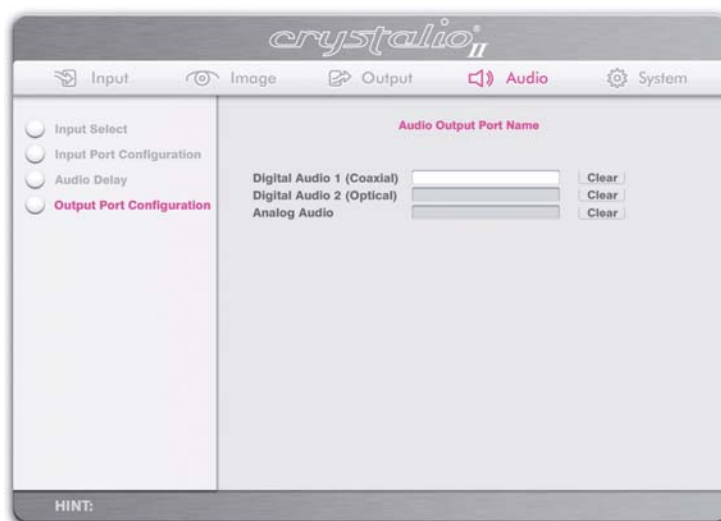 crystalio II
Input
Image
Output
Audio
System
Input Select
Input Port Configuration
Audio Delay
Output Port Configuration
Audio Output Port Name
Digital Audio 1 (Coaxial) Clear
Digital Audio 2 (Optical) Clear
Analog Audio Clear
HINT: